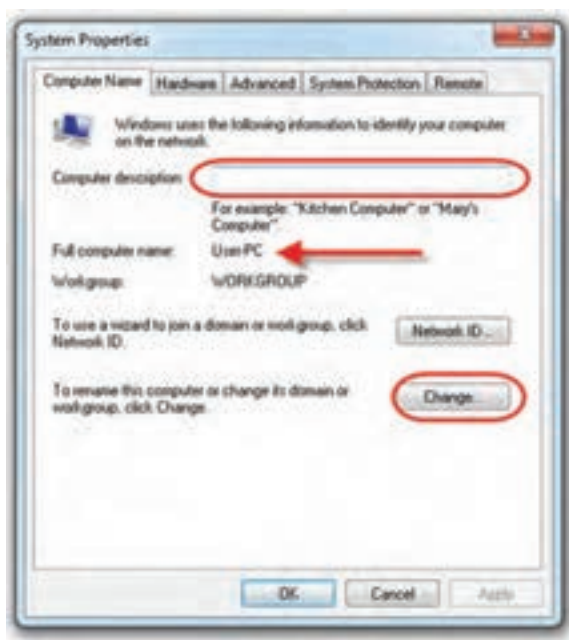 System Properties
Computer Name Hardware Advanced System Protection Remote
Windows uses the following information to identify your computer
on the network.
Computer description:
For example: "Kitchen Computer" or "Mary's
Computer".
Full computer name: User-PC
Workgroup: WORKGROUP
To use a wizard to join a domain or workgroup, click
Network ID.
Network ID...
To rename this computer or change its domain or
workgroup, click Change.
Change...
OK Cancel Apply